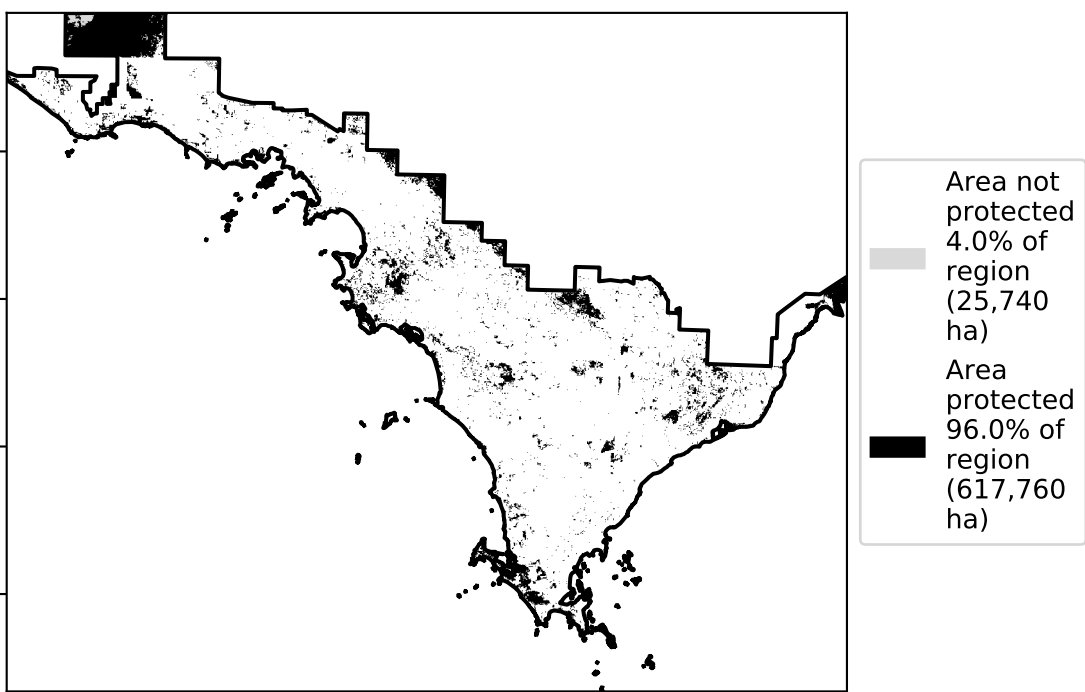 Area not
protected
4.0% of
region
(25,740
ha)
Area
protected
96.0% of
region
(617,760
ha)